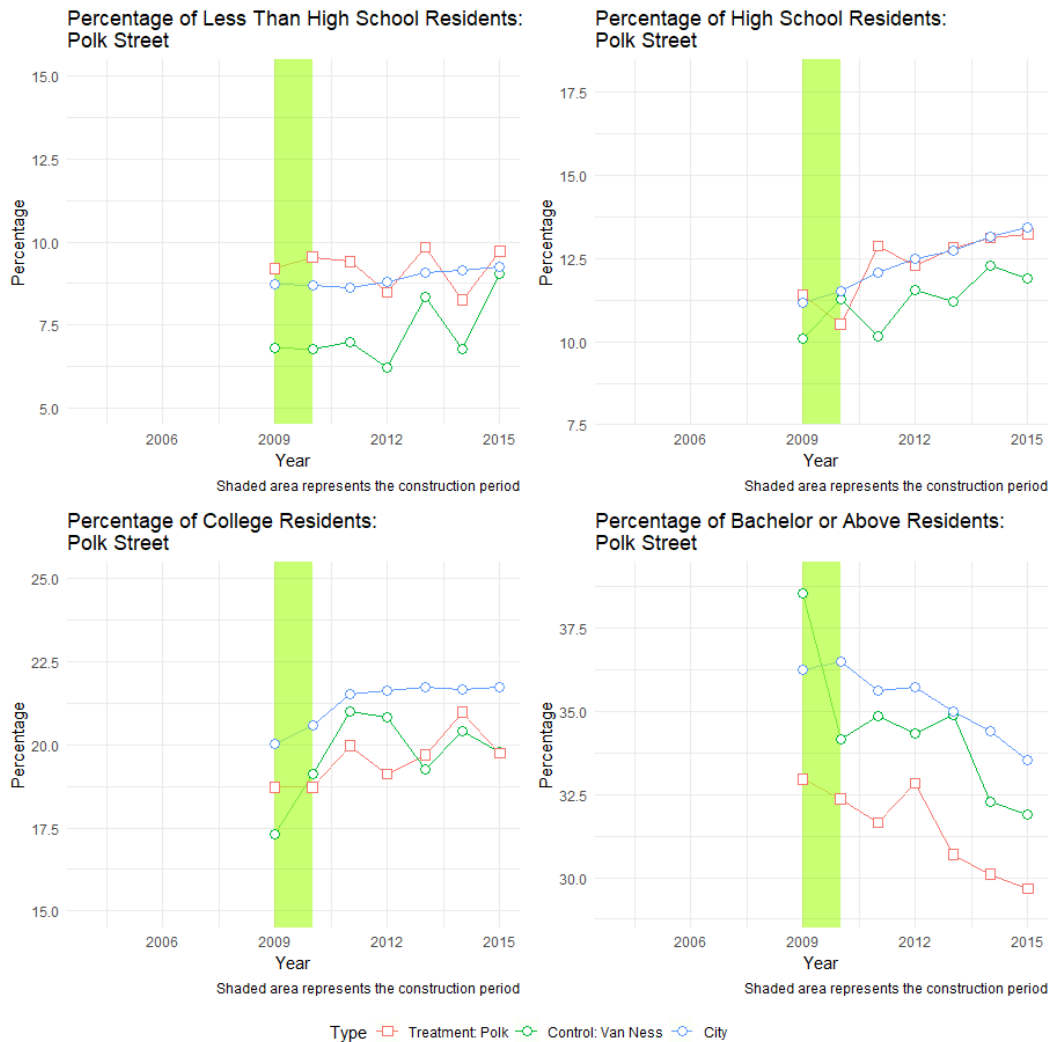 Percentage of Less Than High School Residents:
Polk Street
15.0
12.5
10.0
7.5
5.0
Percentage
2006 2009 2012 2015
Year
Shaded area represents the construction period
Percentage of High School Residents:
Polk Street
17.5
15.0
12.5
10.0
7.5
Percentage
2006 2009 2012 2015
Year
Shaded area represents the construction period
Percentage of College Residents:
Polk Street
25.0
22.5
20.0
17.5
15.0
Percentage
2006 2009 2012 2015
Year
Shaded area represents the construction period
Percentage of Bachelor or Above Residents:
Polk Street
37.5
35.0
32.5
30.0
Percentage
2006 2009 2012 2015
Year
Shaded area represents the construction period
Type Treatment: Polk Control: Van Ness City